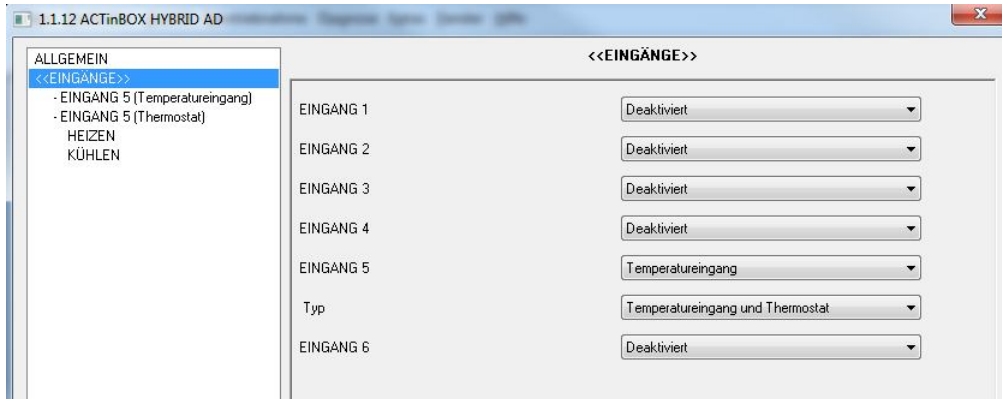 1.1.12 ACTinBOX HYBRID AD
ALLGEMEIN
<<EINGÄNGE>>
- EINGANG 5 (Temperatureingang)
- EINGANG 5 (Thermostat)
HEIZEN
KÜHLEN
<<EINGÄNGE>>
EINGANG 1 Deaktiviert
EINGANG 2 Deaktiviert
EINGANG 3 Deaktiviert
EINGANG 4 Deaktiviert
EINGANG 5 Temperatureingang
Typ Temperatureingang und Thermostat
EINGANG 6 Deaktiviert